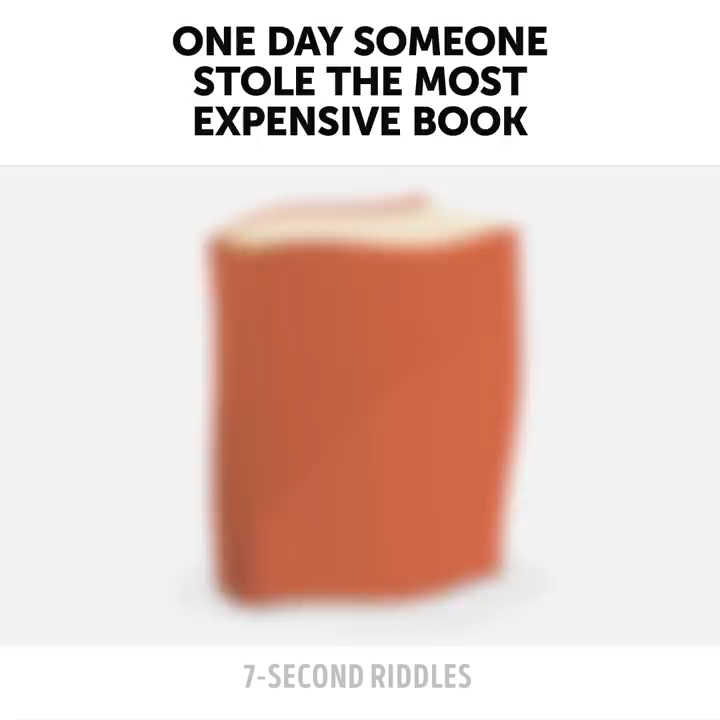 ONE DAY SOMEONE
STOLE THE MOST
EXPENSIVE BOOK
7-SECOND RIDDLES